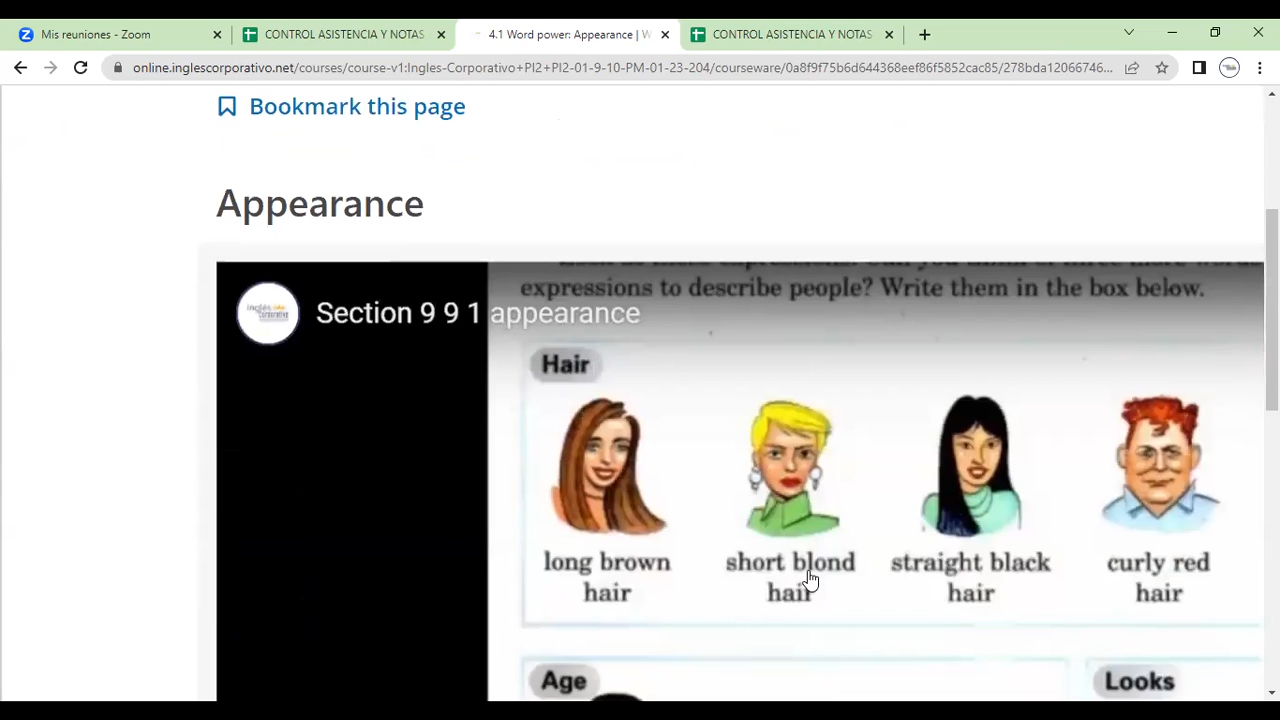 Mis reuniones - Zoom
CONTROL ASISTENCIA Y NOTAS
4.1 Word power: Appearance | W
CONTROL ASISTENCIA Y NOTAS
online.inglescorporativo.net/courses/course-v1:Ingles-Corporativo+PI2+PI2-01-9-10-PM-01-23-204/courseware/0a8f9f75b6d644368eef86f5852cac85/278bda12066746...
Bookmark this page
Appearance
Section 9 9 1 appearance
expressions to describe people? Write them in the box below.
Hair
long brown hair
short blond hair
straight black hair
curly red hair
Age
Looks